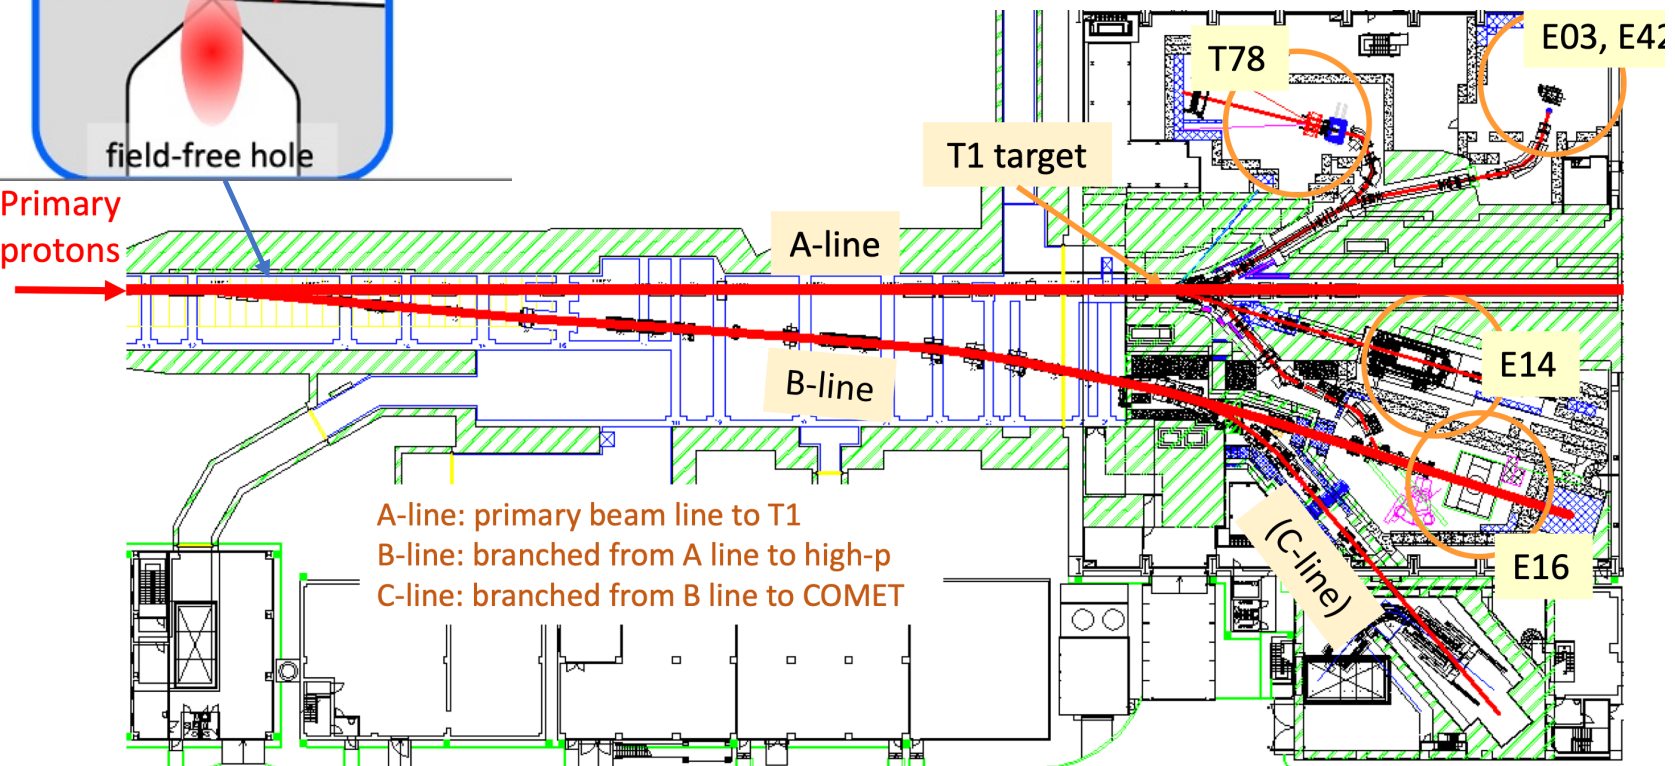 field-free hole
Primary
protons
T78
E03, E42
T1 target
A-line
B-line
E14
E16
(C-line)
A-line: primary beam line to T1
B-line: branched from A line to high-p
C-line: branched from B line to COMET